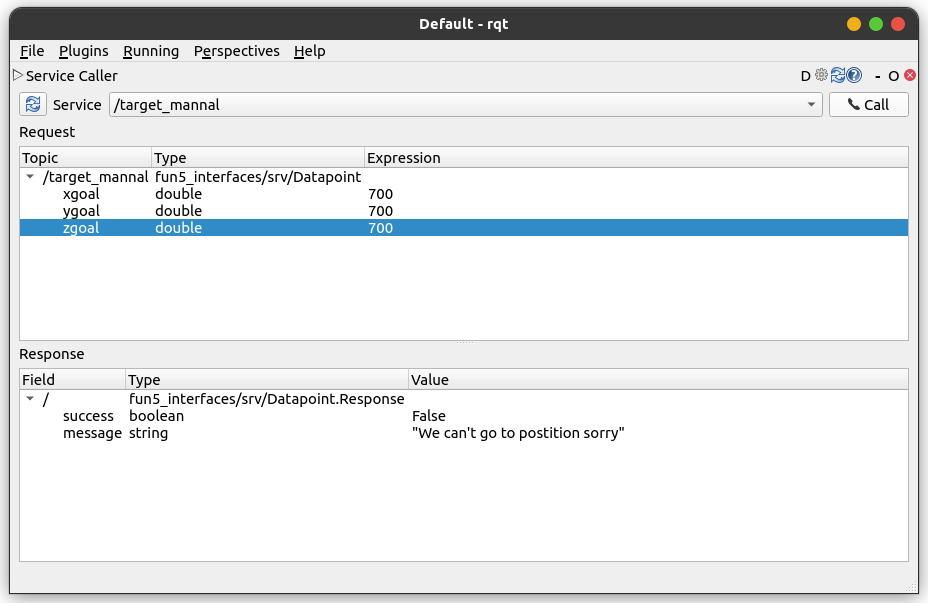 Default - rqt
File Plugins Running Perspectives Help
Service Caller D - O
Service /target_mannal Call
Request
Topic Type Expression
/target_mannal fun5_interfaces/srv/Datapoint
xgoal double 700
ygoal double 700
zgoal double 700
Response
Field Type Value
/ fun5_interfaces/srv/Datapoint.Response
success boolean False
message string "We can't go to postition sorry"